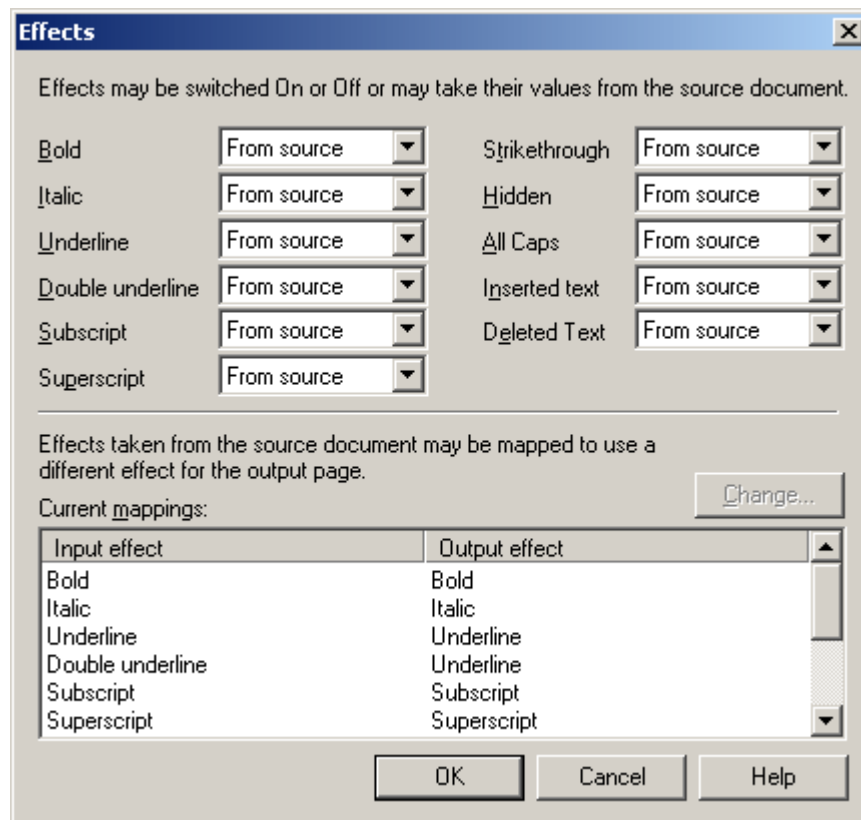 Effects
Effects may be switched On or Off or may take their values from the source document.
Bold From source Strikethrough From source
Italic From source Hidden From source
Underline From source All Caps From source
Double underline From source Inserted text From source
Subscript From source Deleted Text From source
Superscript From source
Effects taken from the source document may be mapped to use a
different effect for the output page.
Change...
Current mappings:
Input effect Output effect
Bold Bold
Italic Italic
Underline Underline
Double underline Underline
Subscript Subscript
Superscript Superscript
OK Cancel Help